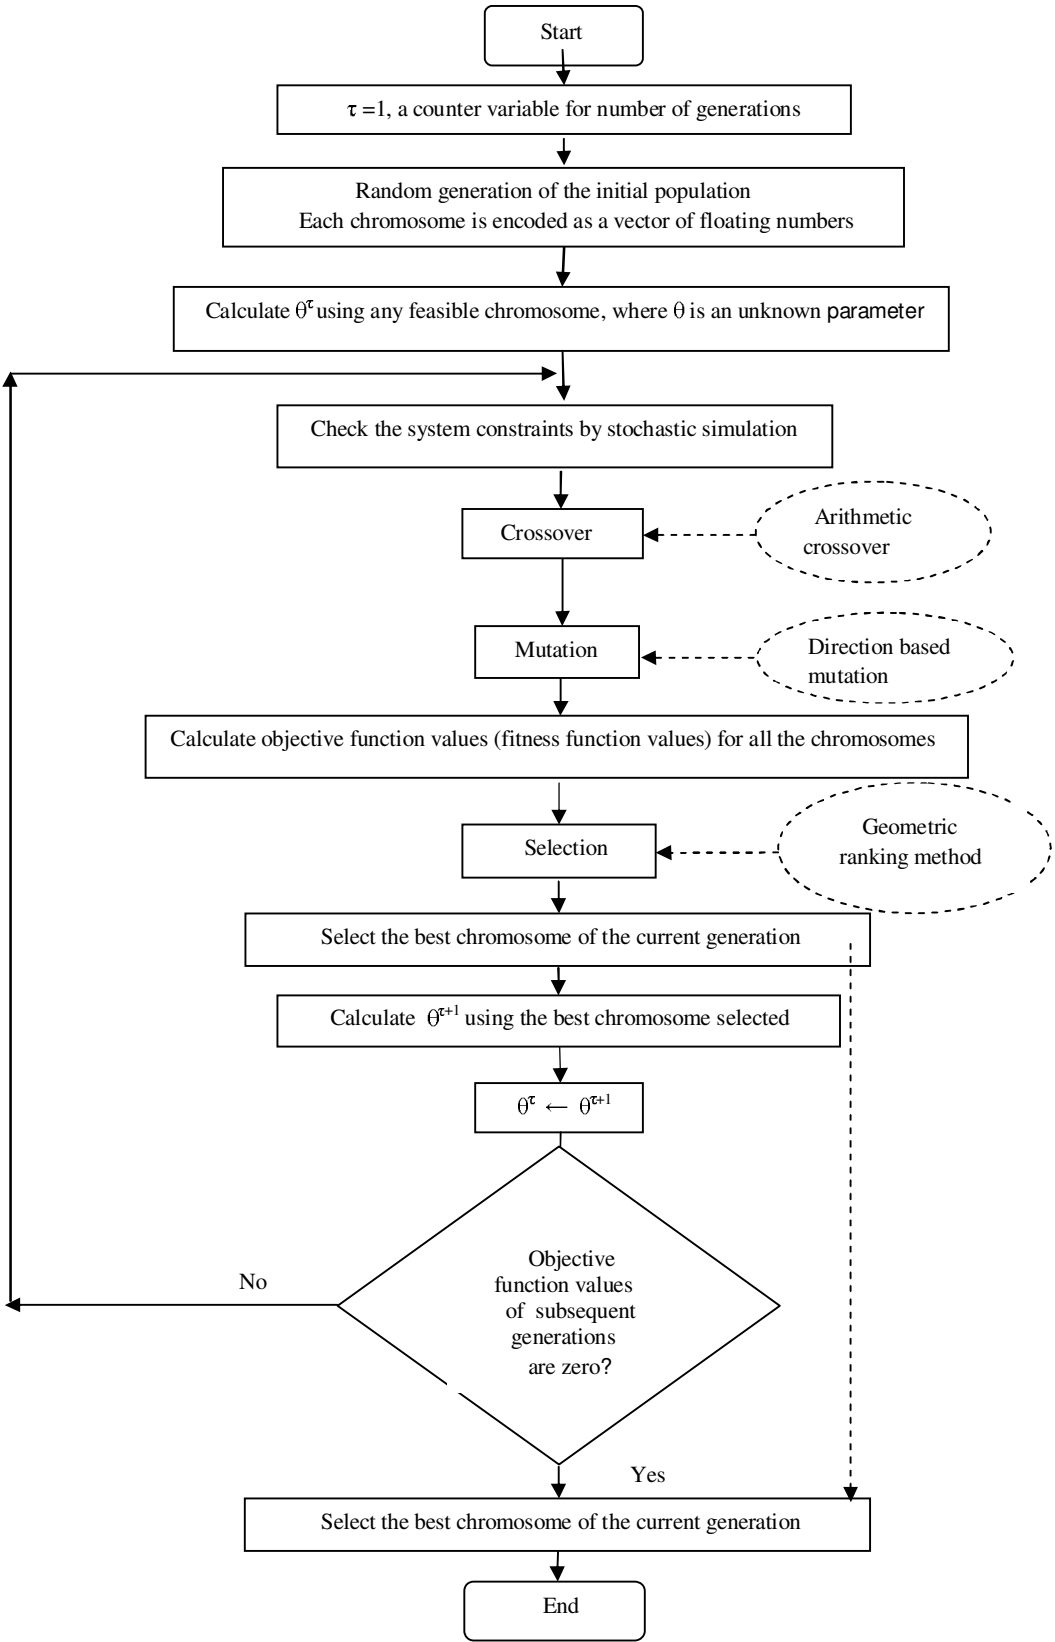 Start
τ =1, a counter variable for number of generations
Random generation of the initial population
Each chromosome is encoded as a vector of floating numbers
Calculate θ^τ using any feasible chromosome, where θ is an unknown parameter
Check the system constraints by stochastic simulation
Crossover
Arithmetic
crossover
Mutation
Direction based
mutation
Calculate objective function values (fitness function values) for all the chromosomes
Selection
Geometric
ranking method
Select the best chromosome of the current generation
Calculate θ^τ+1 using the best chromosome selected
θ^τ ← θ^τ+1
Objective
function values
of subsequent
generations
are zero?
No
Yes
Select the best chromosome of the current generation
End